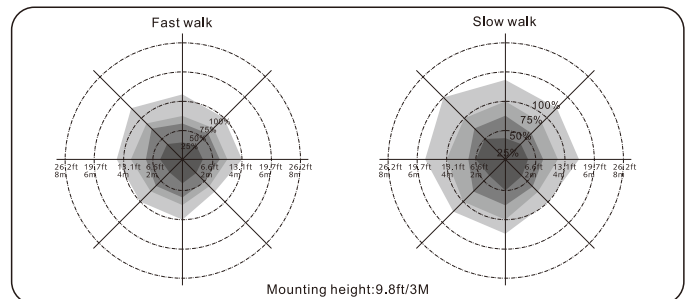 Fast walk
Slow walk
100%
75%
50%
25%
100%
75%
50%
25%
26.2ft 19.7ft 13.1ft 6.6ft 6.6ft 13.1ft 19.7ft 26.2ft
8m 6m 4m 2m 2m 4m 6m 8m
26.2ft 19.7ft 13.1ft 6.6ft 6.6ft 13.1ft 19.7ft 26.2ft
8m 6m 4m 2m 2m 4m 6m 8m
Mounting height:9.8ft/3M